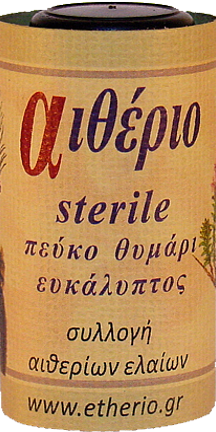 αιθέριο
sterile
πεύκο θυμάρι
ευκάλυπτος
συλλογή
αιθερίων ελαίων
www.etherio.gr